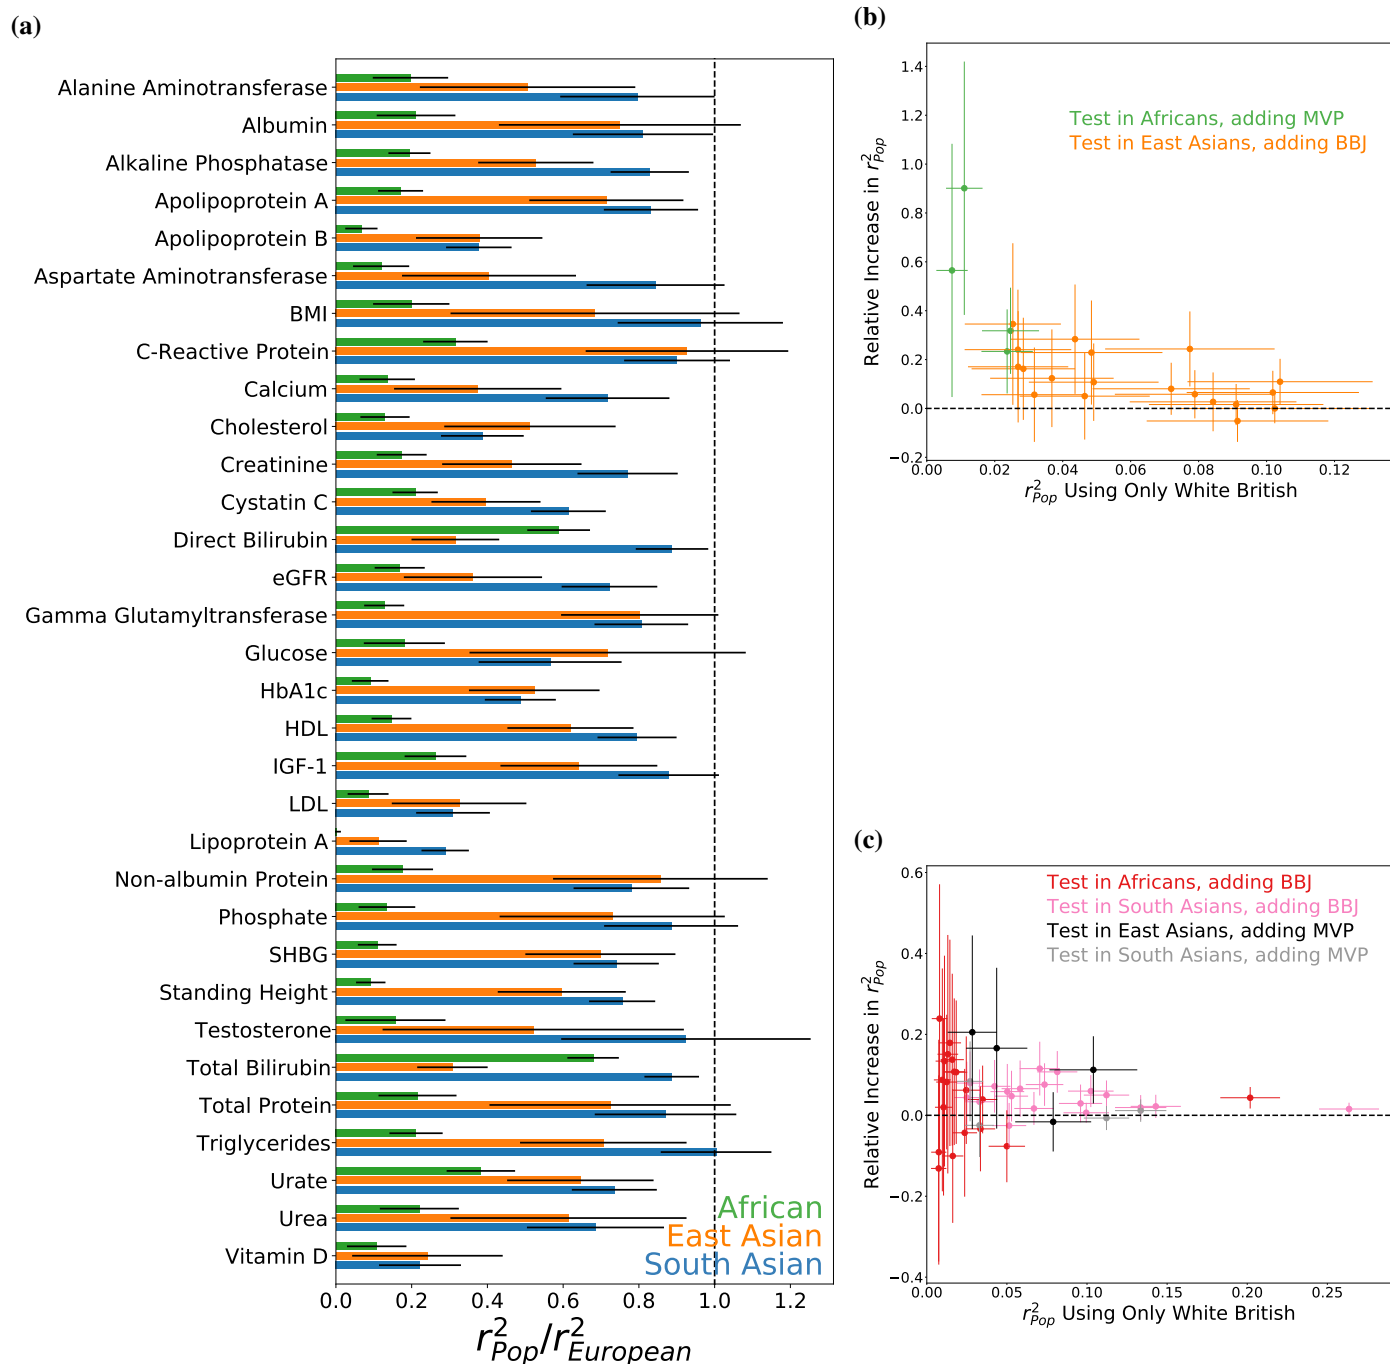 (a)
Alanine Aminotransferase
Albumin
Alkaline Phosphatase
Apolipoprotein A
Apolipoprotein B
Aspartate Aminotransferase
BMI
C-Reactive Protein
Calcium
Cholesterol
Creatinine
Cystatin C
Direct Bilirubin
eGFR
Gamma Glutamyltransferase
Glucose
HbA1c
HDL
IGF-1
LDL
Lipoprotein A
Non-albumin Protein
Phosphate
SHBG
Standing Height
Testosterone
Total Bilirubin
Total Protein
Triglycerides
Urate
Urea
Vitamin D
African
East Asian
South Asian
0.0 0.2 0.4 0.6 0.8 1.0 1.2
r²Pop/r²European
(b)
Relative Increase in r²Pop
1.4
1.2
1.0
0.8
0.6
0.4
0.2
0.0
−0.2
Test in Africans, adding MVP
Test in East Asians, adding BBJ
0.00 0.02 0.04 0.06 0.08 0.10 0.12
r²Pop Using Only White British
(c)
Relative Increase in r²Pop
0.6
0.4
0.2
0.0
−0.2
−0.4
Test in Africans, adding BBJ
Test in South Asians, adding BBJ
Test in East Asians, adding MVP
Test in South Asians, adding MVP
0.00 0.05 0.10 0.15 0.20 0.25
r²Pop Using Only White British